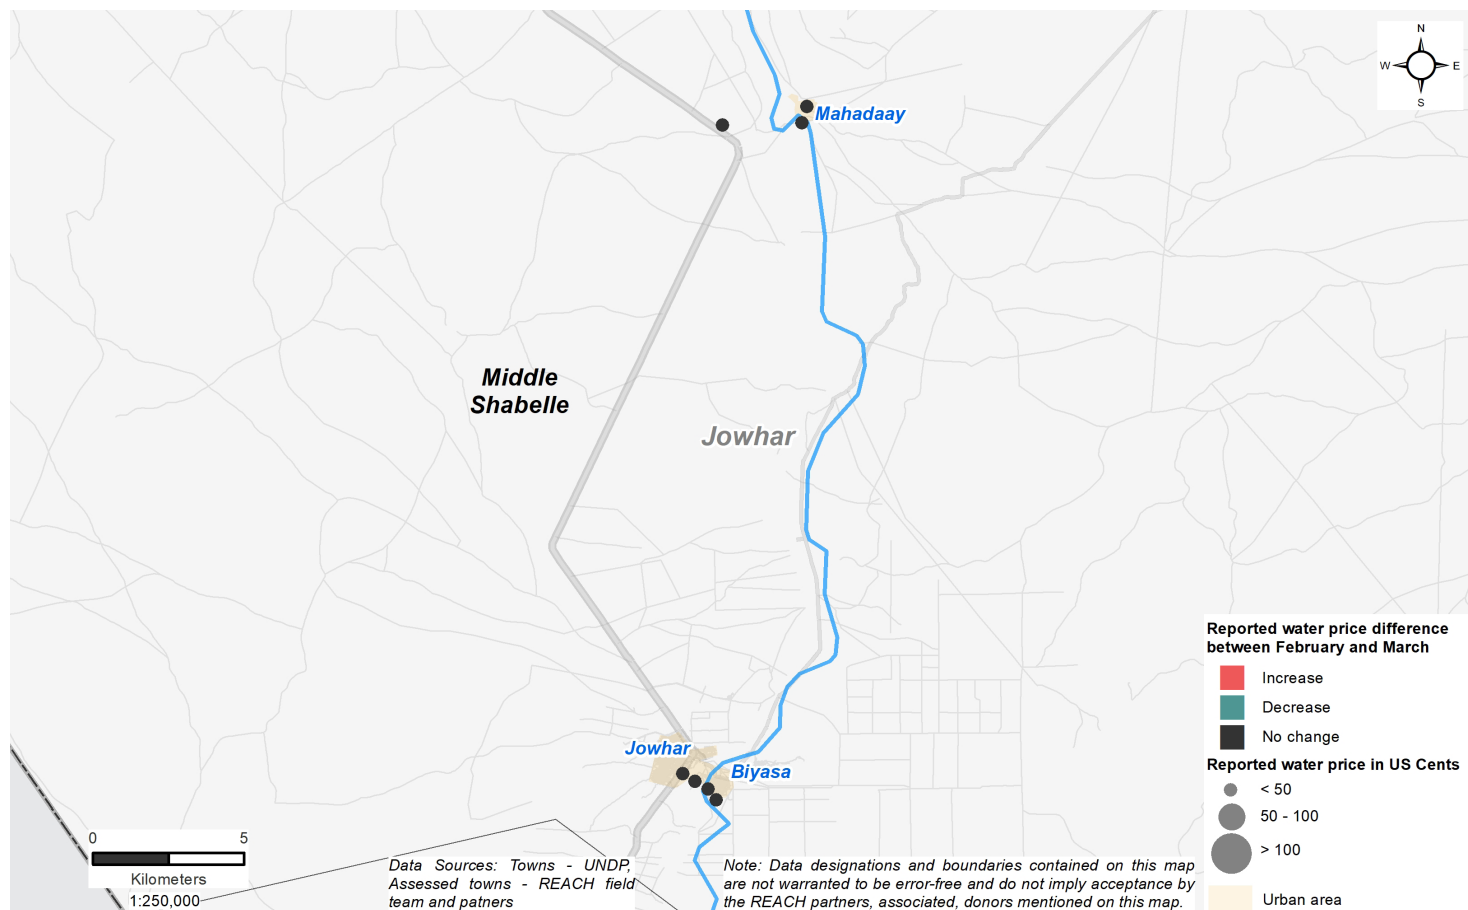 N
W
E
S
Mahadaay
Middle
Shabelle
Jowhar
Jowhar
Biyasa
Reported water price difference
between February and March
Increase
Decrease
No change
Reported water price in US Cents
< 50
50 - 100
> 100
Urban area
0
5
Kilometers
1:250,000
Data Sources: Towns - UNDP,
Assessed towns - REACH field
team and patners
Note: Data designations and boundaries contained on this map
are not warranted to be error-free and do not imply acceptance by
the REACH partners, associated, donors mentioned on this map.